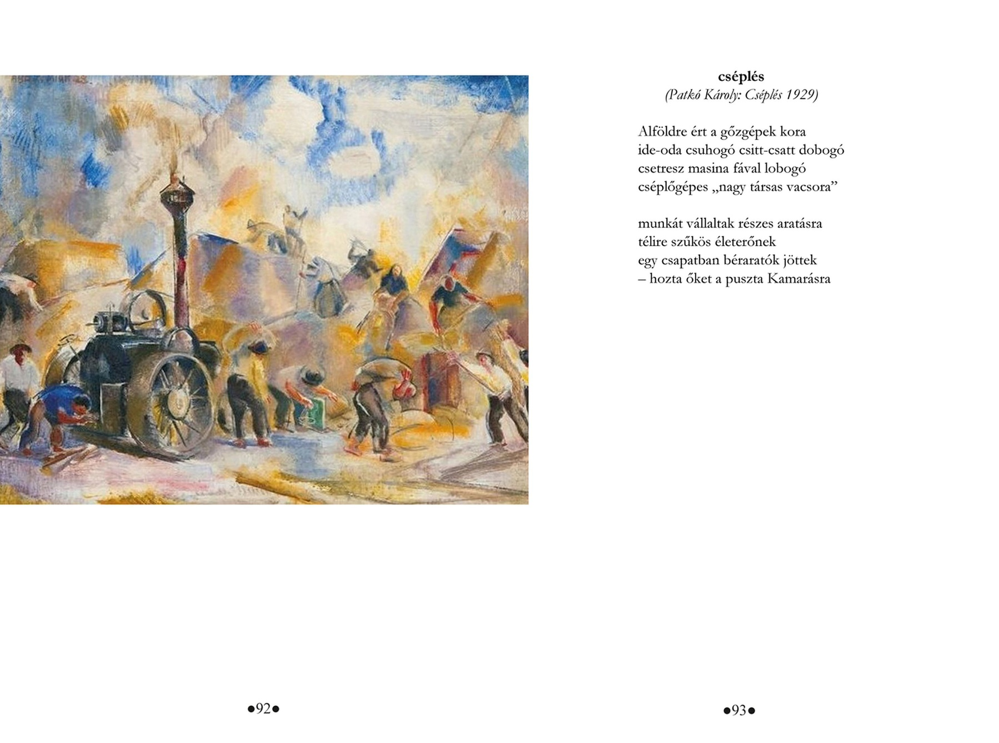 cséplés
(Patkó Károly: Cséplés 1929)
Alföldre ért a gőzgépek kora
ide-oda csuhogó csitt-csatt dobogó
csetresz masina fával lobogó
cséplőgépes „nagy társas vacsora”
munkát vállaltak részes aratásra
télire szűkös életerőnek
egy csapatban béraratók jöttek
– hozta őket a puszta Kamarásra
●92●
●93●